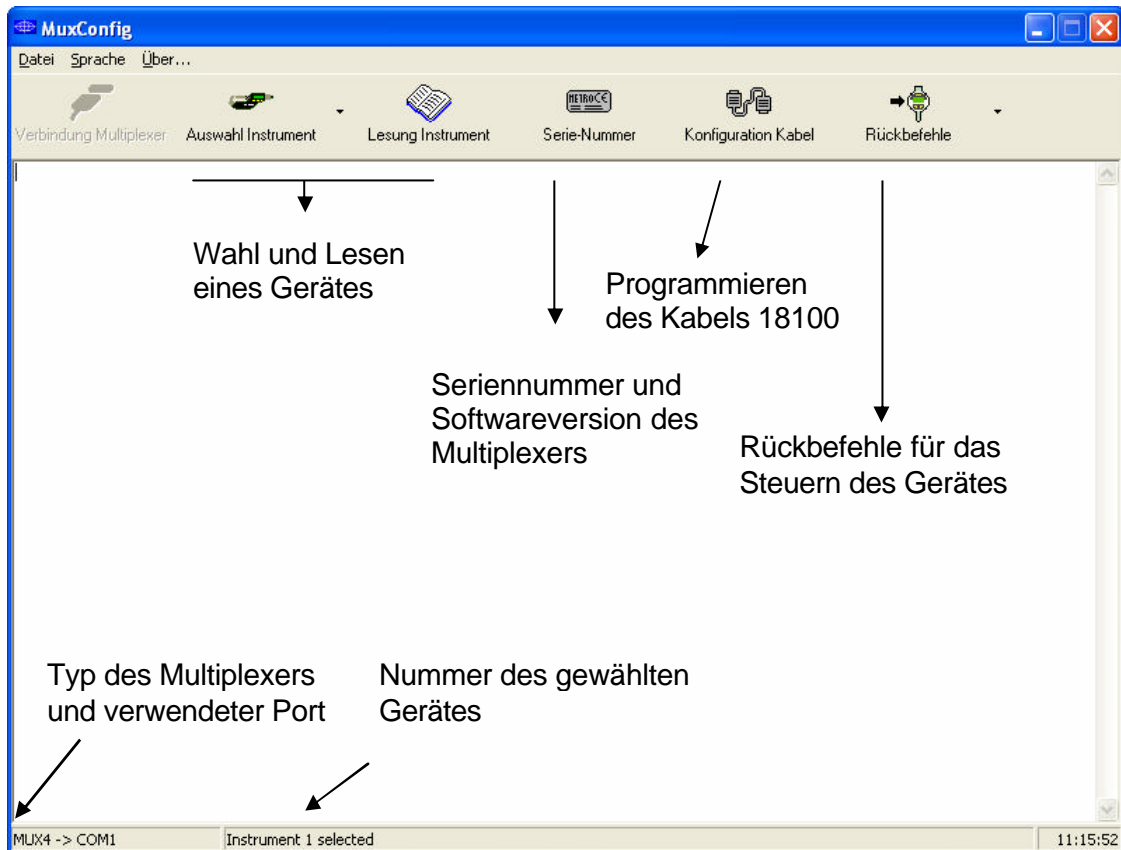 MuxConfig
Datei Sprache Über...
METROCE
Verbindung Multiplexer Auswahl Instrument Lesung Instrument Serie-Nummer Konfiguration Kabel Rückbefehle
Wahl und Lesen
eines Gerätes
Programmieren
des Kabels 18100
Seriennummer und
Softwareversion des
Multiplexers
Rückbefehle für das
Steuern des Gerätes
Typ des Multiplexers
und verwendeter Port
Nummer des gewählten
Gerätes
MUX4 -> COM1 Instrument 1 selected 11:15:52